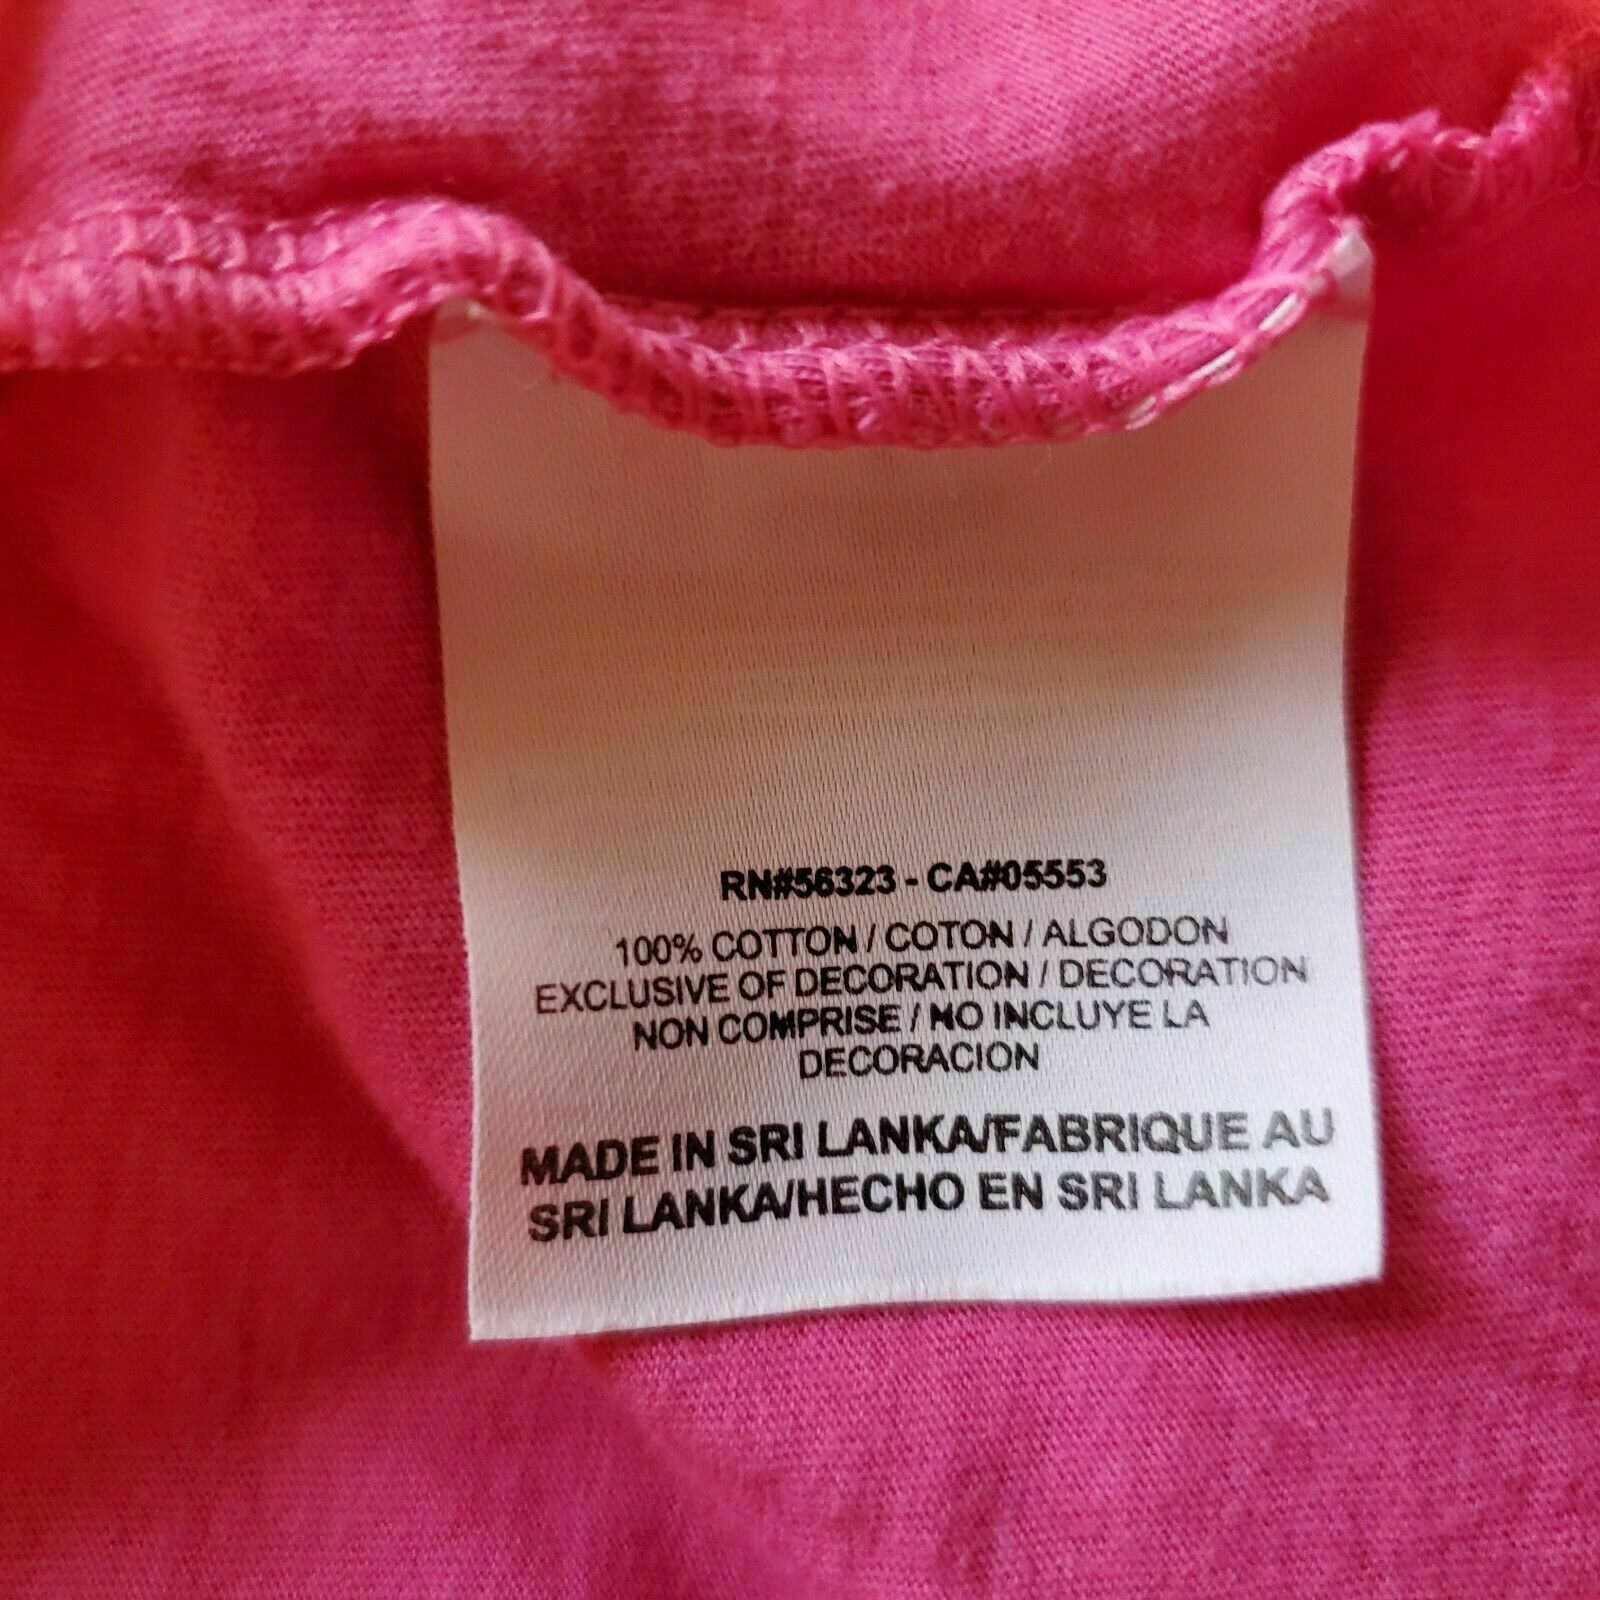 RN#56323 - CA#05553
100% COTTON / COTON / ALGODON
EXCLUSIVE OF DECORATION / DECORATION
NON COMPRISE / NO INCLUYE LA
DECORACION
MADE IN SRI LANKA/FABRIQUE AU
SRI LANKA/HECHO EN SRI LANKA